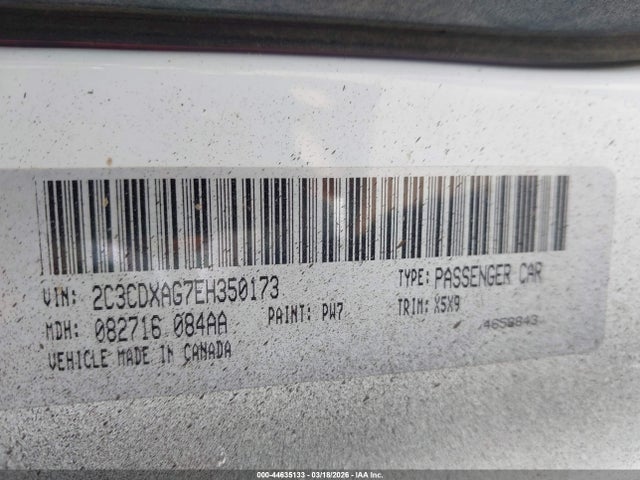 VIN: 2C3CDXAG7EH350173
TYPE: PASSENGER CAR
MDH: 082716 084AA
PAINT: PW7
TRIM: X5X9
VEHICLE MADE IN CANADA
000-44635133 - 03/18/2026 - IAA Inc.